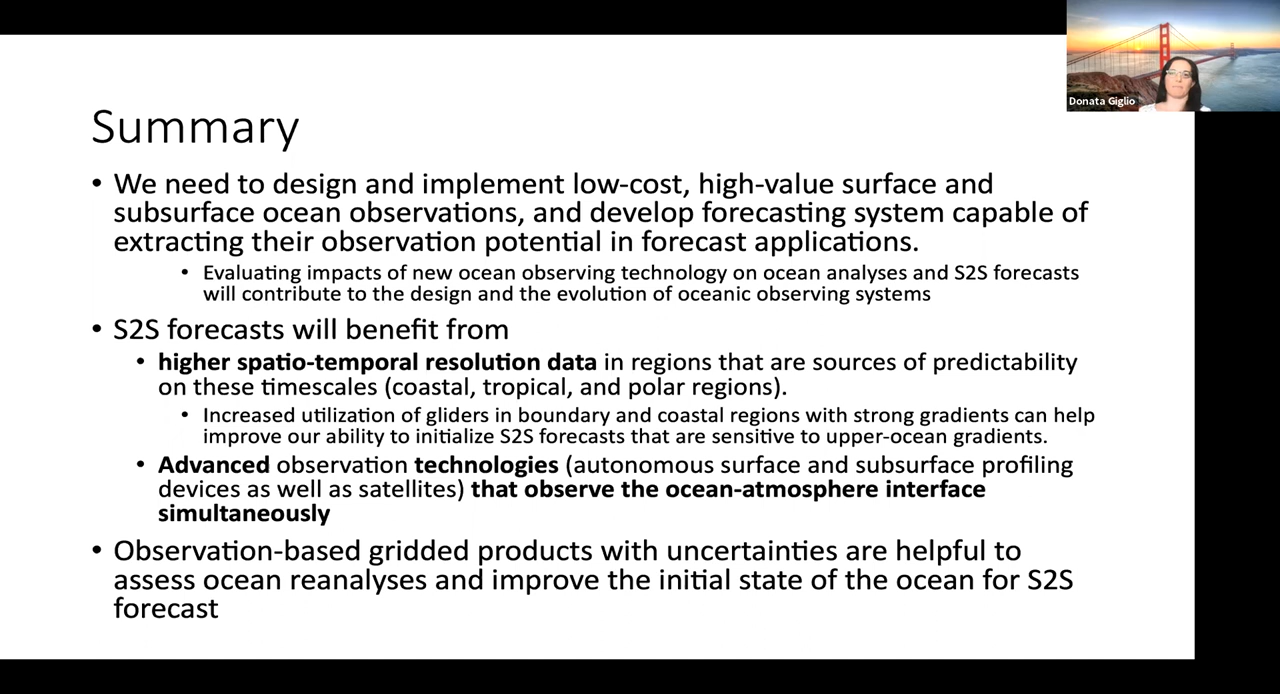 Donata Giglio
Summary
• We need to design and implement low-cost, high-value surface and
subsurface ocean observations, and develop forecasting system capable of
extracting their observation potential in forecast applications.
• Evaluating impacts of new ocean observing technology on ocean analyses and S2S forecasts
will contribute to the design and the evolution of oceanic observing systems
• S2S forecasts will benefit from
• higher spatio-temporal resolution data in regions that are sources of predictability
on these timescales (coastal, tropical, and polar regions).
• Increased utilization of gliders in boundary and coastal regions with strong gradients can help
improve our ability to initialize S2S forecasts that are sensitive to upper-ocean gradients.
• Advanced observation technologies (autonomous surface and subsurface profiling
devices as well as satellites) that observe the ocean-atmosphere interface
simultaneously
• Observation-based gridded products with uncertainties are helpful to
assess ocean reanalyses and improve the initial state of the ocean for S2S
forecast